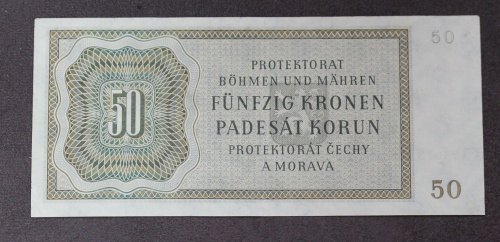 50
PROTEKTORAT
BÖHMEN UND MÄHREN
50
FÜNFZIG KRONEN
PADESÁT KORUN
PROTEKTORÁT ČECHY
A MORAVA
50